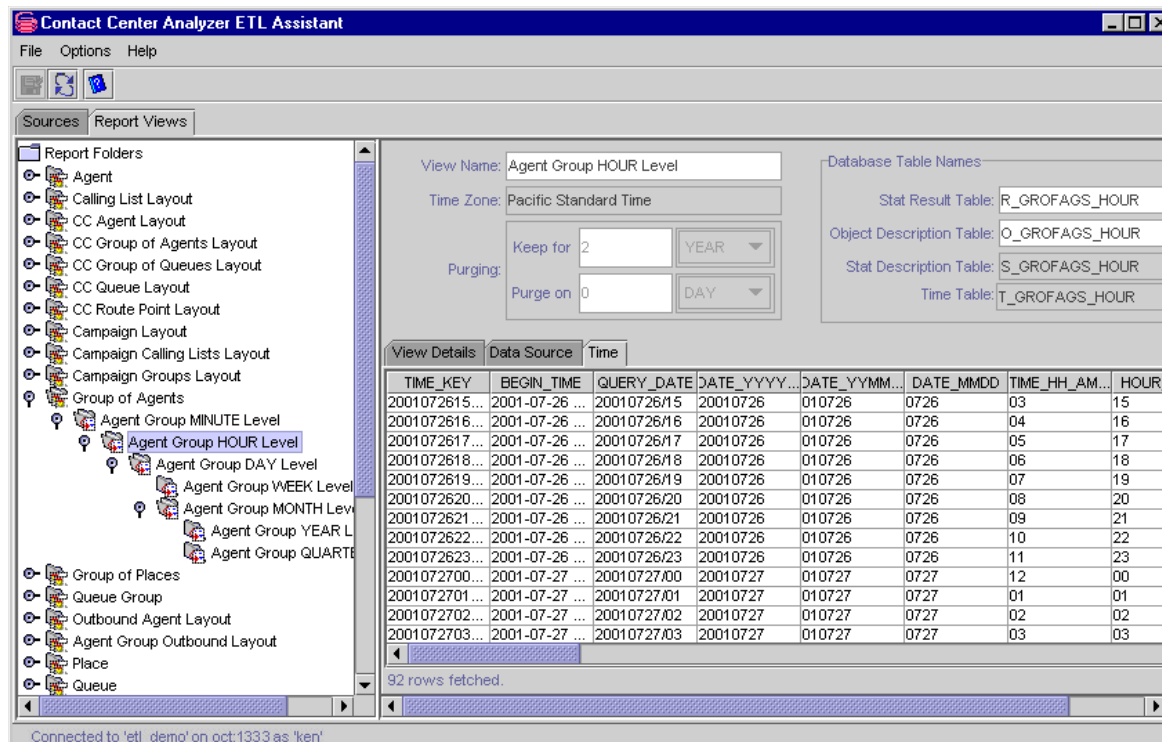 Contact Center Analyzer ETL Assistant
File Options Help
Sources Report Views
Report Folders
Agent
Calling List Layout
CC Agent Layout
CC Group of Agents Layout
CC Group of Queues Layout
CC Queue Layout
CC Route Point Layout
Campaign Layout
Campaign Calling Lists Layout
Campaign Groups Layout
Group of Agents
Agent Group MINUTE Level
Agent Group HOUR Level
Agent Group DAY Level
Agent Group WEEK Level
Agent Group MONTH Lev
Agent Group YEAR L
Agent Group QUARTE
Group of Places
Queue Group
Outbound Agent Layout
Agent Group Outbound Layout
Place
Queue
View Name: Agent Group HOUR Level
Time Zone: Pacific Standard Time
Purging:
Keep for 2 YEAR
Purge on 0 DAY
Database Table Names
Stat Result Table: R_GROFAGS_HOUR
Object Description Table: O_GROFAGS_HOUR
Stat Description Table: S_GROFAGS_HOUR
Time Table: T_GROFAGS_HOUR
View Details Data Source Time
TIME_KEY BEGIN_TIME QUERY_DATE DATE_YYYY... DATE_YYMM... DATE_MMDD TIME_HH_AM... HOUR
2001072615... 2001-07-26 ... 20010726/15 20010726 010726 0726 03 15
2001072616... 2001-07-26 ... 20010726/16 20010726 010726 0726 04 16
2001072617... 2001-07-26 ... 20010726/17 20010726 010726 0726 05 17
2001072618... 2001-07-26 ... 20010726/18 20010726 010726 0726 06 18
2001072619... 2001-07-26 ... 20010726/19 20010726 010726 0726 07 19
2001072620... 2001-07-26 ... 20010726/20 20010726 010726 0726 08 20
2001072621... 2001-07-26 ... 20010726/21 20010726 010726 0726 09 21
2001072622... 2001-07-26 ... 20010726/22 20010726 010726 0726 10 22
2001072623... 2001-07-26 ... 20010726/23 20010726 010726 0726 11 23
2001072700... 2001-07-27 ... 20010727/00 20010727 010727 0727 12 00
2001072701... 2001-07-27 ... 20010727/01 20010727 010727 0727 01 01
2001072702... 2001-07-27 ... 20010727/02 20010727 010727 0727 02 02
2001072703... 2001-07-27 ... 20010727/03 20010727 010727 0727 03 03
92 rows fetched.
Connected to 'etl_demo' on oct:1333 as 'ken'